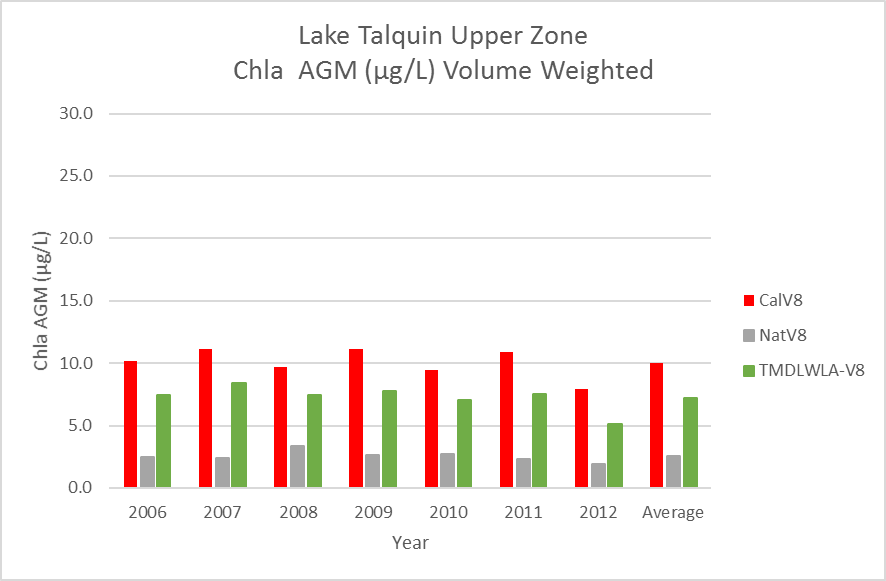 Lake Talquin Upper Zone
Chla  AGM (µg/L) Volume Weighted
30.0
25.0
20.0
15.0
10.0
5.0
0.0
Chla AGM (µg/L)
2006 2007 2008 2009 2010 2011 2012 Average
Year
CalV8
NatV8
TMDLWLA-V8